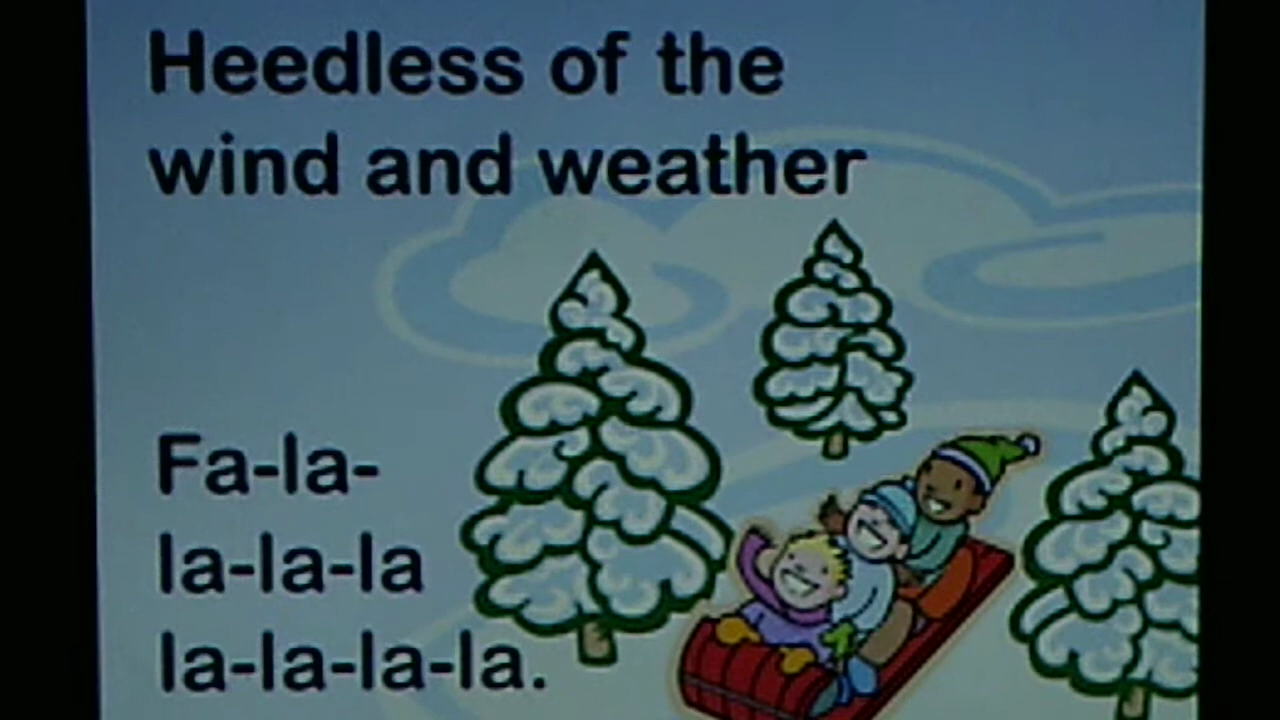 Heedless of the
wind and weather
Fa-la-
la-la-la
la-la-la-la.